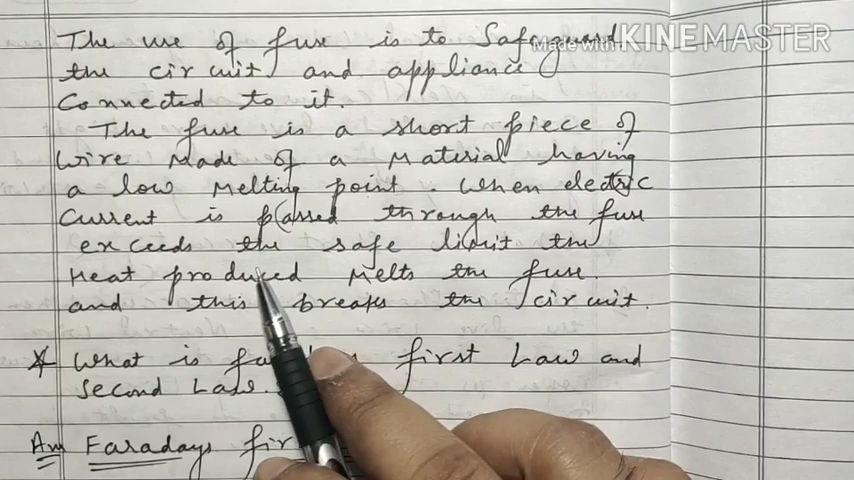 The use of fuse is to Safeguard
Made with KINEMASTER
the circuit and appliance
Connected to it.
The fuse is a short piece of
wire Made of a Material having
a low Melting point. When electric
Current is passed through the fuse
exceeds the safe limit the
Heat produced Melts the fuse.
and this breaks the circuit.
* What is first Law and
Second Law.
Ans Faradays fir